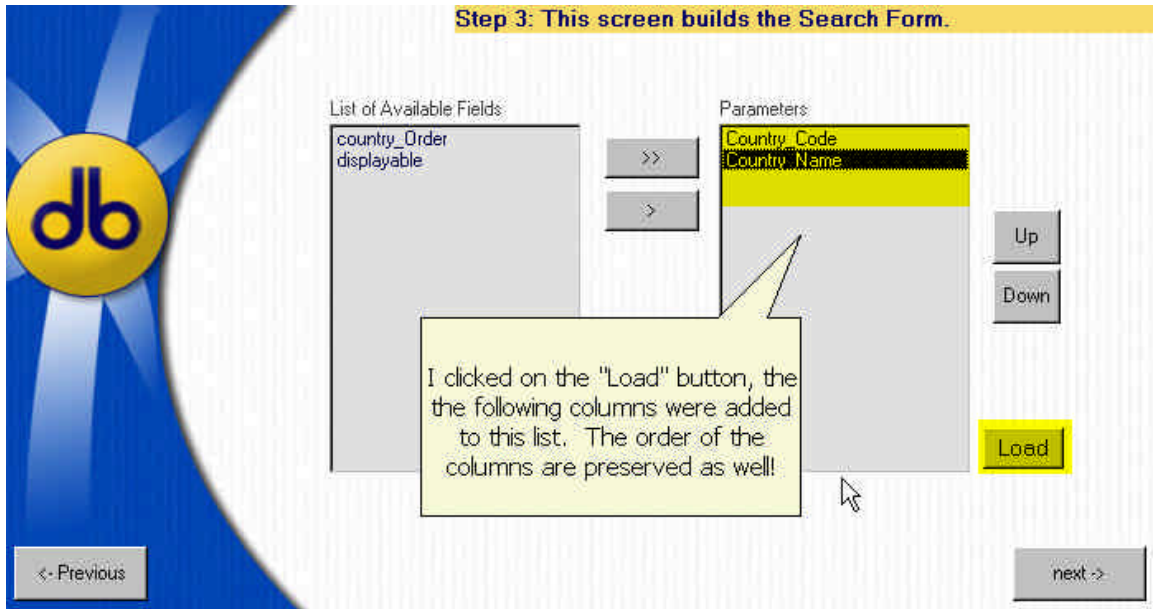 Step 3: This screen builds the Search Form.
List of Available Fields
Parameters
country_Order
displayable
>>
>
Country_Code
Country_Name
Up
Down
db
I clicked on the "Load" button, the
the following columns were added
to this list. The order of the
columns are preserved as well!
Load
<- Previous
next ->